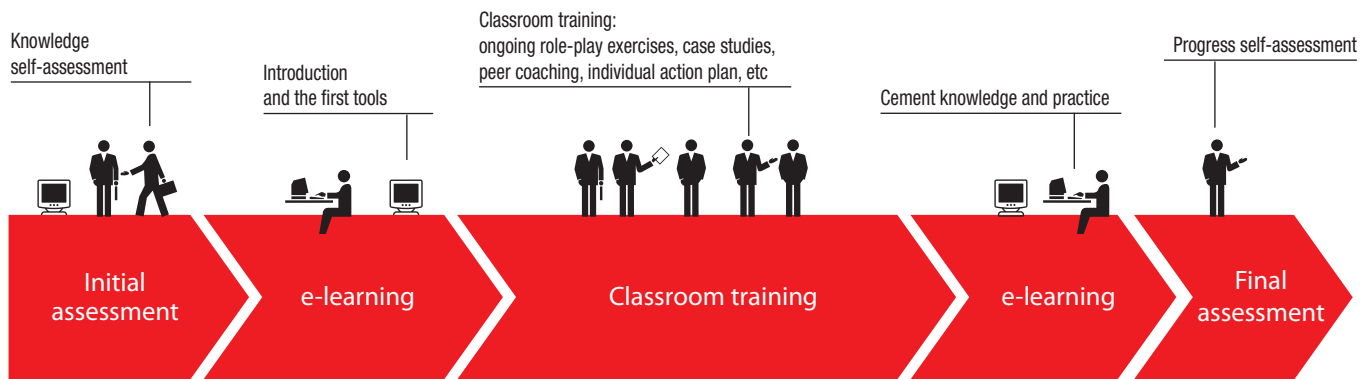 Knowledge
self-assessment
Introduction
and the first tools
Classroom training:
ongoing role-play exercises, case studies,
peer coaching, individual action plan, etc
Cement knowledge and practice
Progress self-assessment
Initial
assessment
e-learning
Classroom training
e-learning
Final
assessment